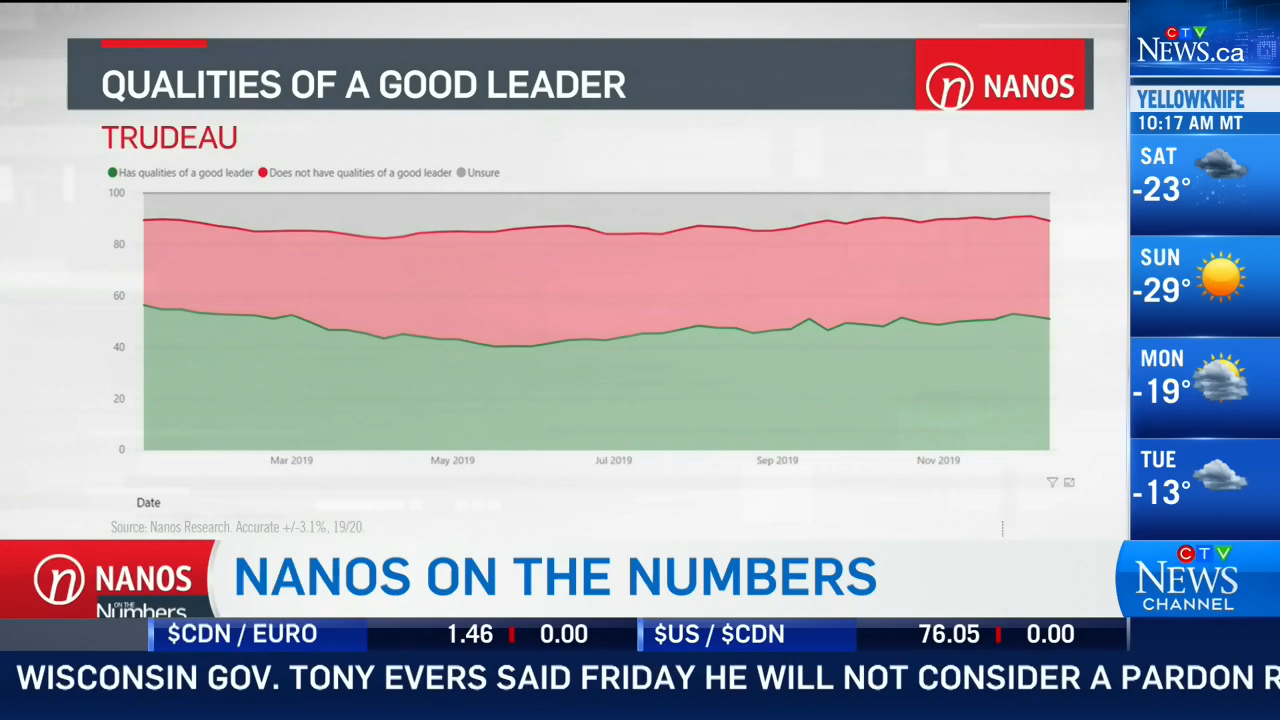 QUALITIES OF A GOOD LEADER
n NANOS
TRUDEAU
Has qualities of a good leader Does not have qualities of a good leader Unsure
100
80
60
40
20
0
Mar 2019 May 2019 Jul 2019 Sep 2019 Nov 2019
Date
Source: Nanos Research. Accurate +/-3.1%, 19/20.
CTV
NEWS.ca
YELLOWKNIFE
10:17 AM MT
SAT
-23°
SUN
-29°
MON
-19°
TUE
-13°
n NANOS
ON THE
Numbers
NANOS ON THE NUMBERS
CTV
NEWS
CHANNEL
$CDN / EURO 1.46 0.00 $US / $CDN 76.05 0.00
WISCONSIN GOV. TONY EVERS SAID FRIDAY HE WILL NOT CONSIDER A PARDON R